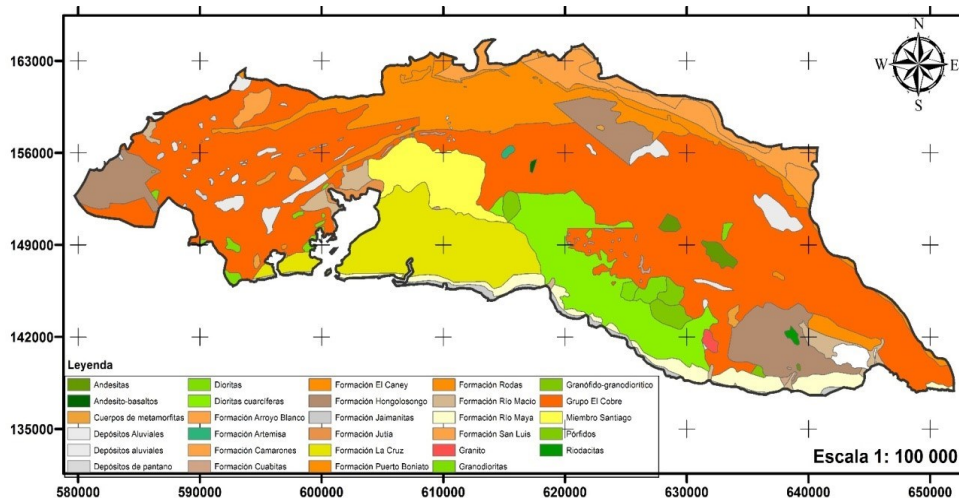 N
W E
S
163000
156000
149000
142000
135000
Leyenda
Andesitas
Andesito-basaltos
Cuerpos de metamorfitas
Depósitos Aluviales
Depósitos aluviales
Depósitos de pantano
Dioritas
Dioritas cuarcíferas
Formación Arroyo Blanco
Formación Artemisa
Formación Camarones
Formación Cuabitas
Formación El Caney
Formación Hongolosongo
Formación Jaimanitas
Formación Jutía
Formación La Cruz
Formación Puerto Boniato
Formación Rodas
Formación Río Macío
Formación Río Maya
Formación San Luis
Granito
Granodioritas
Granófido-granodiorítico
Grupo El Cobre
Miembro Santiago
Pórfidos
Riodacitas
Escala 1: 100 000
580000 590000 600000 610000 620000 630000 640000 650000